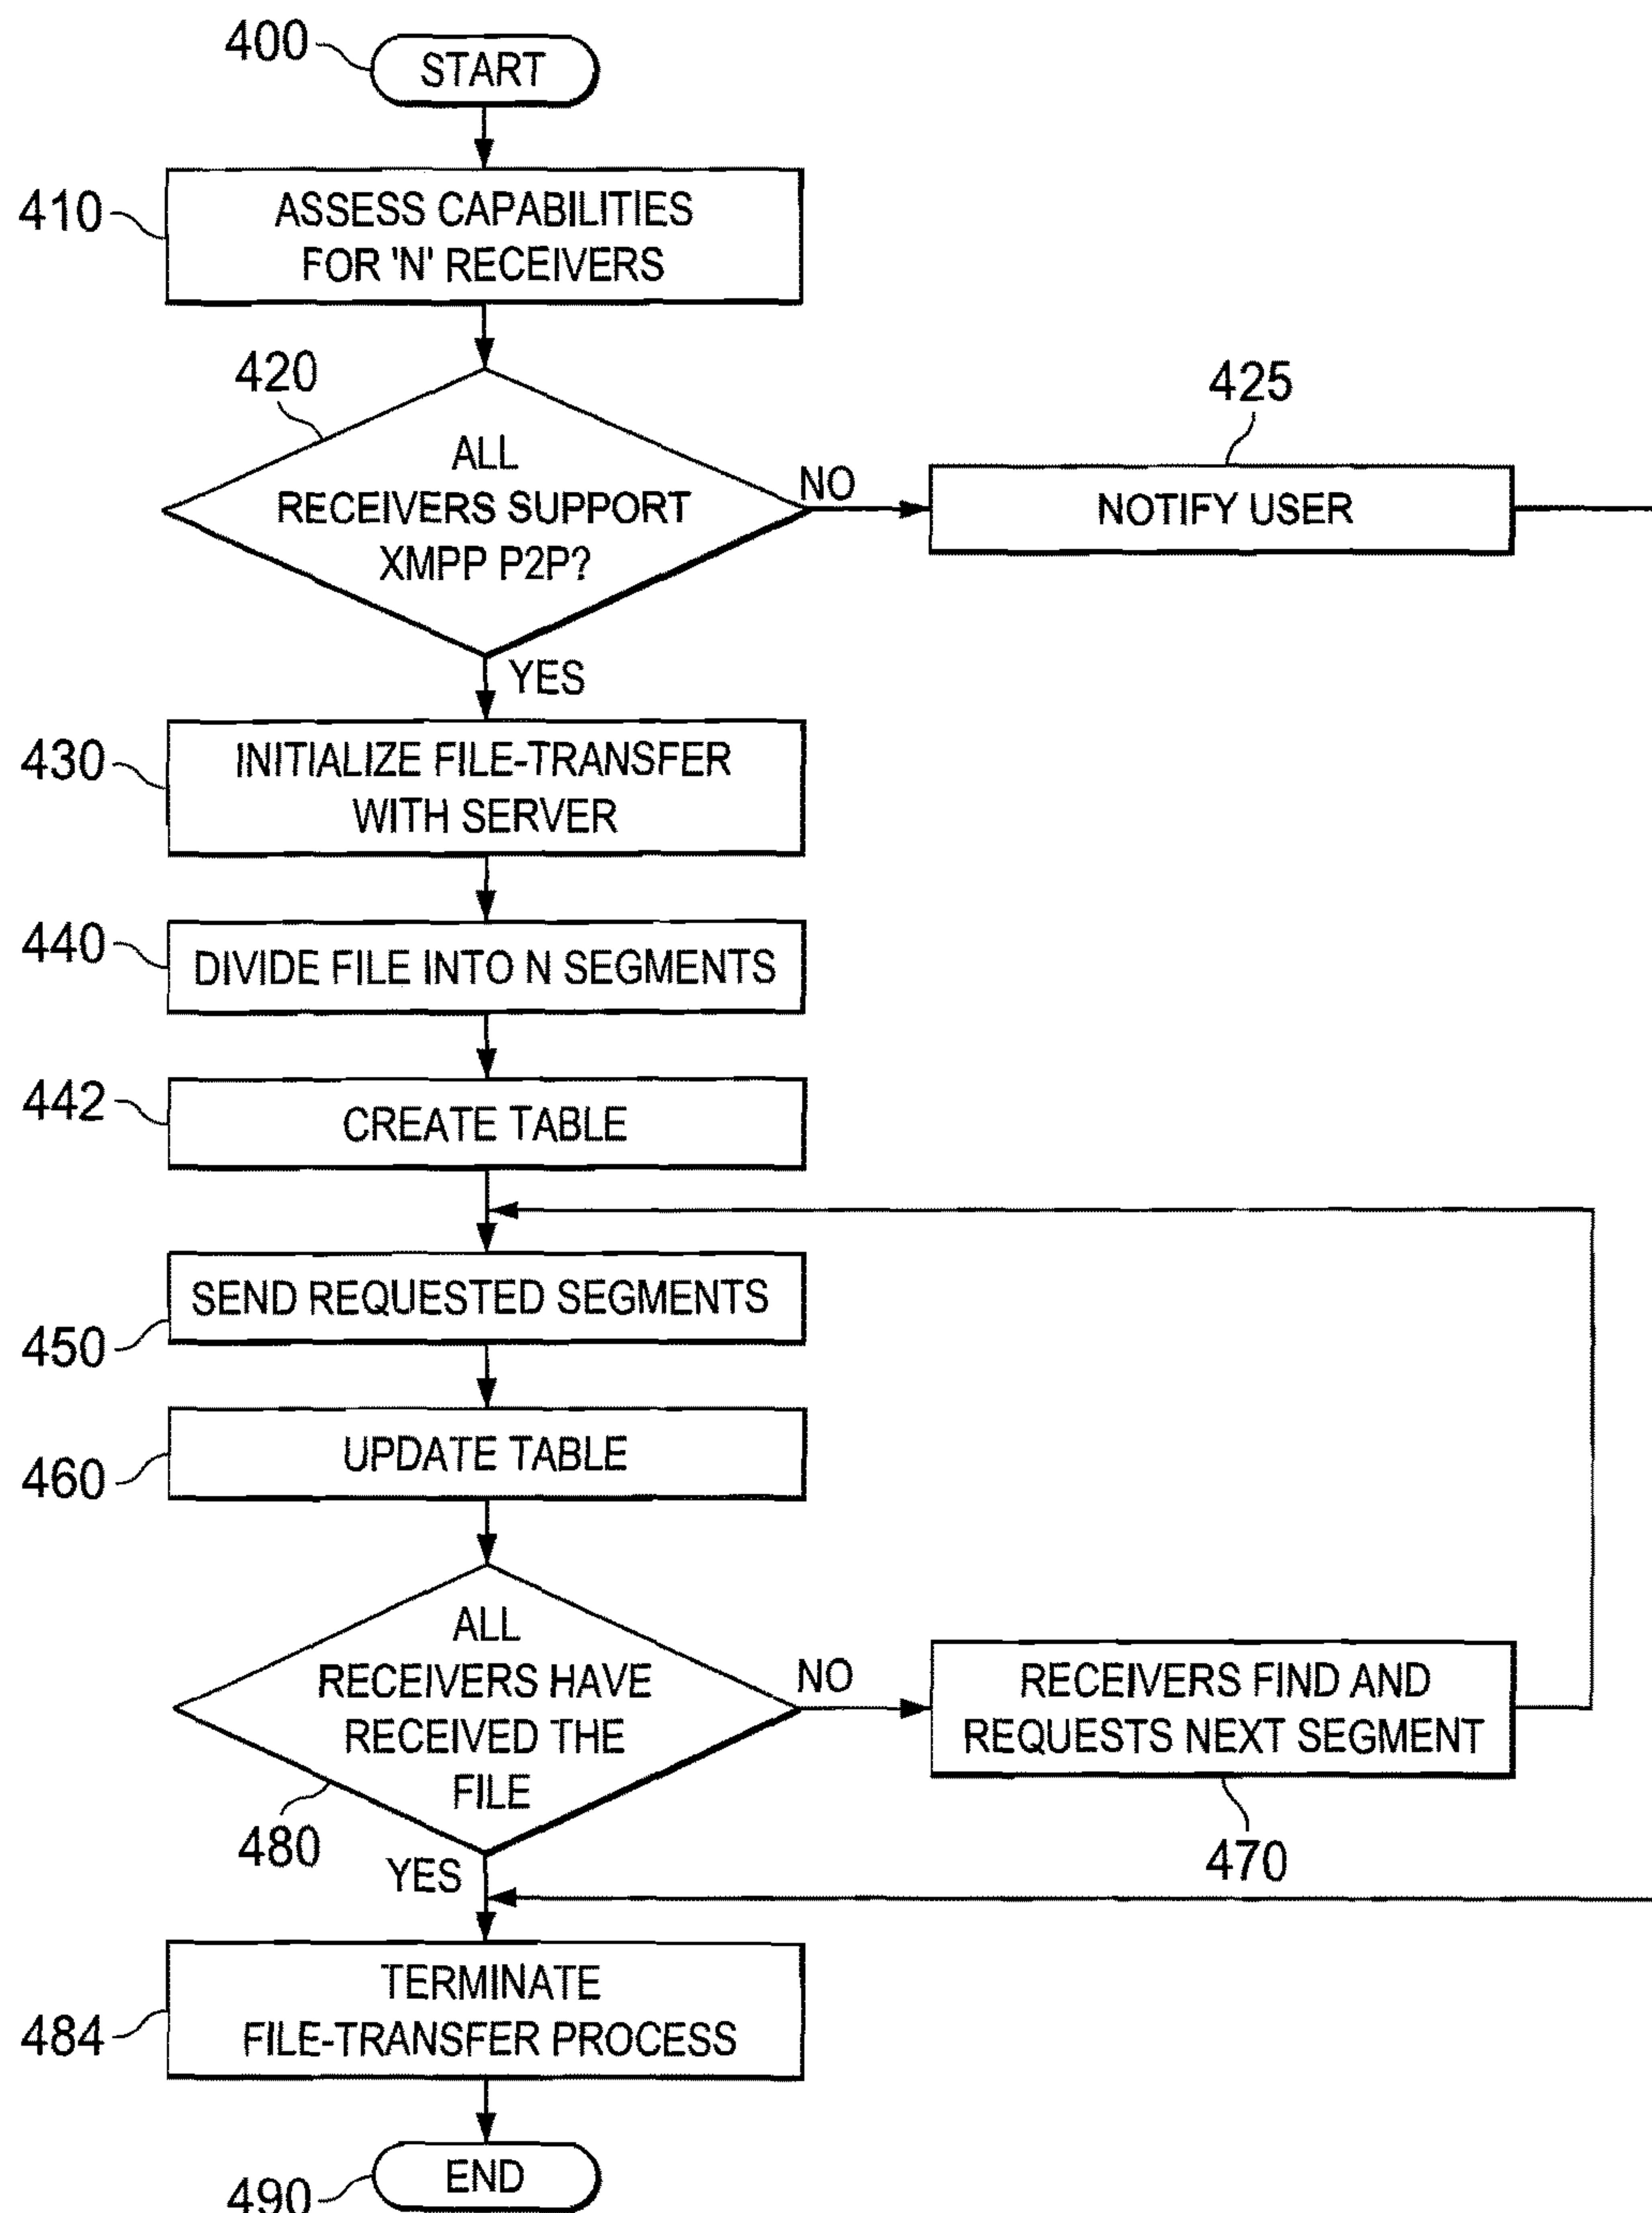 400
START
410
ASSESS CAPABILITIES
FOR 'N' RECEIVERS
420
ALL
RECEIVERS SUPPORT
XMPP P2P?
NO
425
NOTIFY USER
YES
430
INITIALIZE FILE-TRANSFER
WITH SERVER
440
DIVIDE FILE INTO N SEGMENTS
442
CREATE TABLE
SEND REQUESTED SEGMENTS
450
UPDATE TABLE
460
ALL
RECEIVERS HAVE
RECEIVED THE
FILE
480
NO
RECEIVERS FIND AND
REQUESTS NEXT SEGMENT
470
YES
TERMINATE
FILE-TRANSFER PROCESS
484
END
490